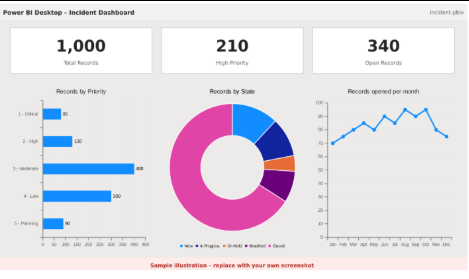 Power BI Desktop – Incident Dashboard
Incident.pbix
1,000
Total Records
210
High Priority
340
Open Records
Records by Priority
1 - Critical
80
2 - High
130
3 - Moderate
400
4 - Low
300
5 - Planning
90
0 50 100 150 200 250 300 350 400 450
Records by State
New In Progress On Hold Resolved Closed
Records opened per month
100
90
80
70
60
50
40
30
20
10
0
Jan Feb Mar Apr May Jun Jul Aug Sep Oct Nov Dec
Sample illustration – replace with your own screenshot